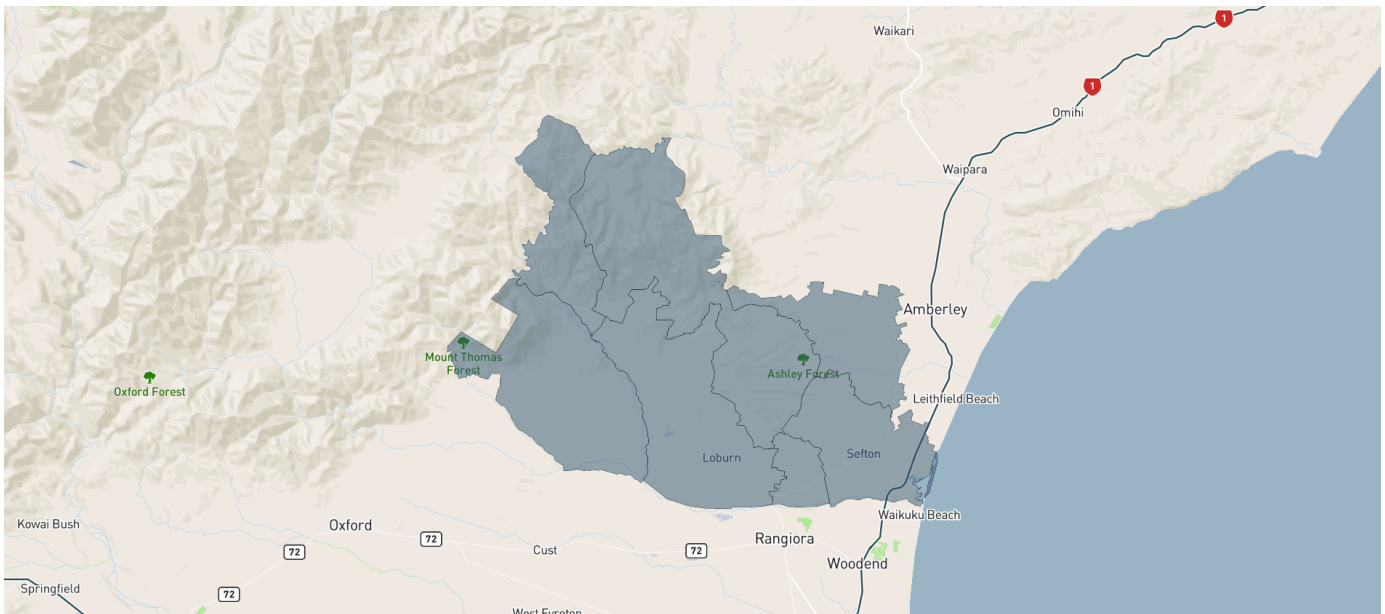 1
Waikari
1
Omihi
Waipara
Amberley
Mount Thomas
Forest
Ashley Forest
Oxford Forest
Leithfield Beach
Loburn
Sefton
Waikuku Beach
Kowai Bush
Oxford
72
Rangiora
72
Cust
72
Woodend
Springfield
72
West Eyreton